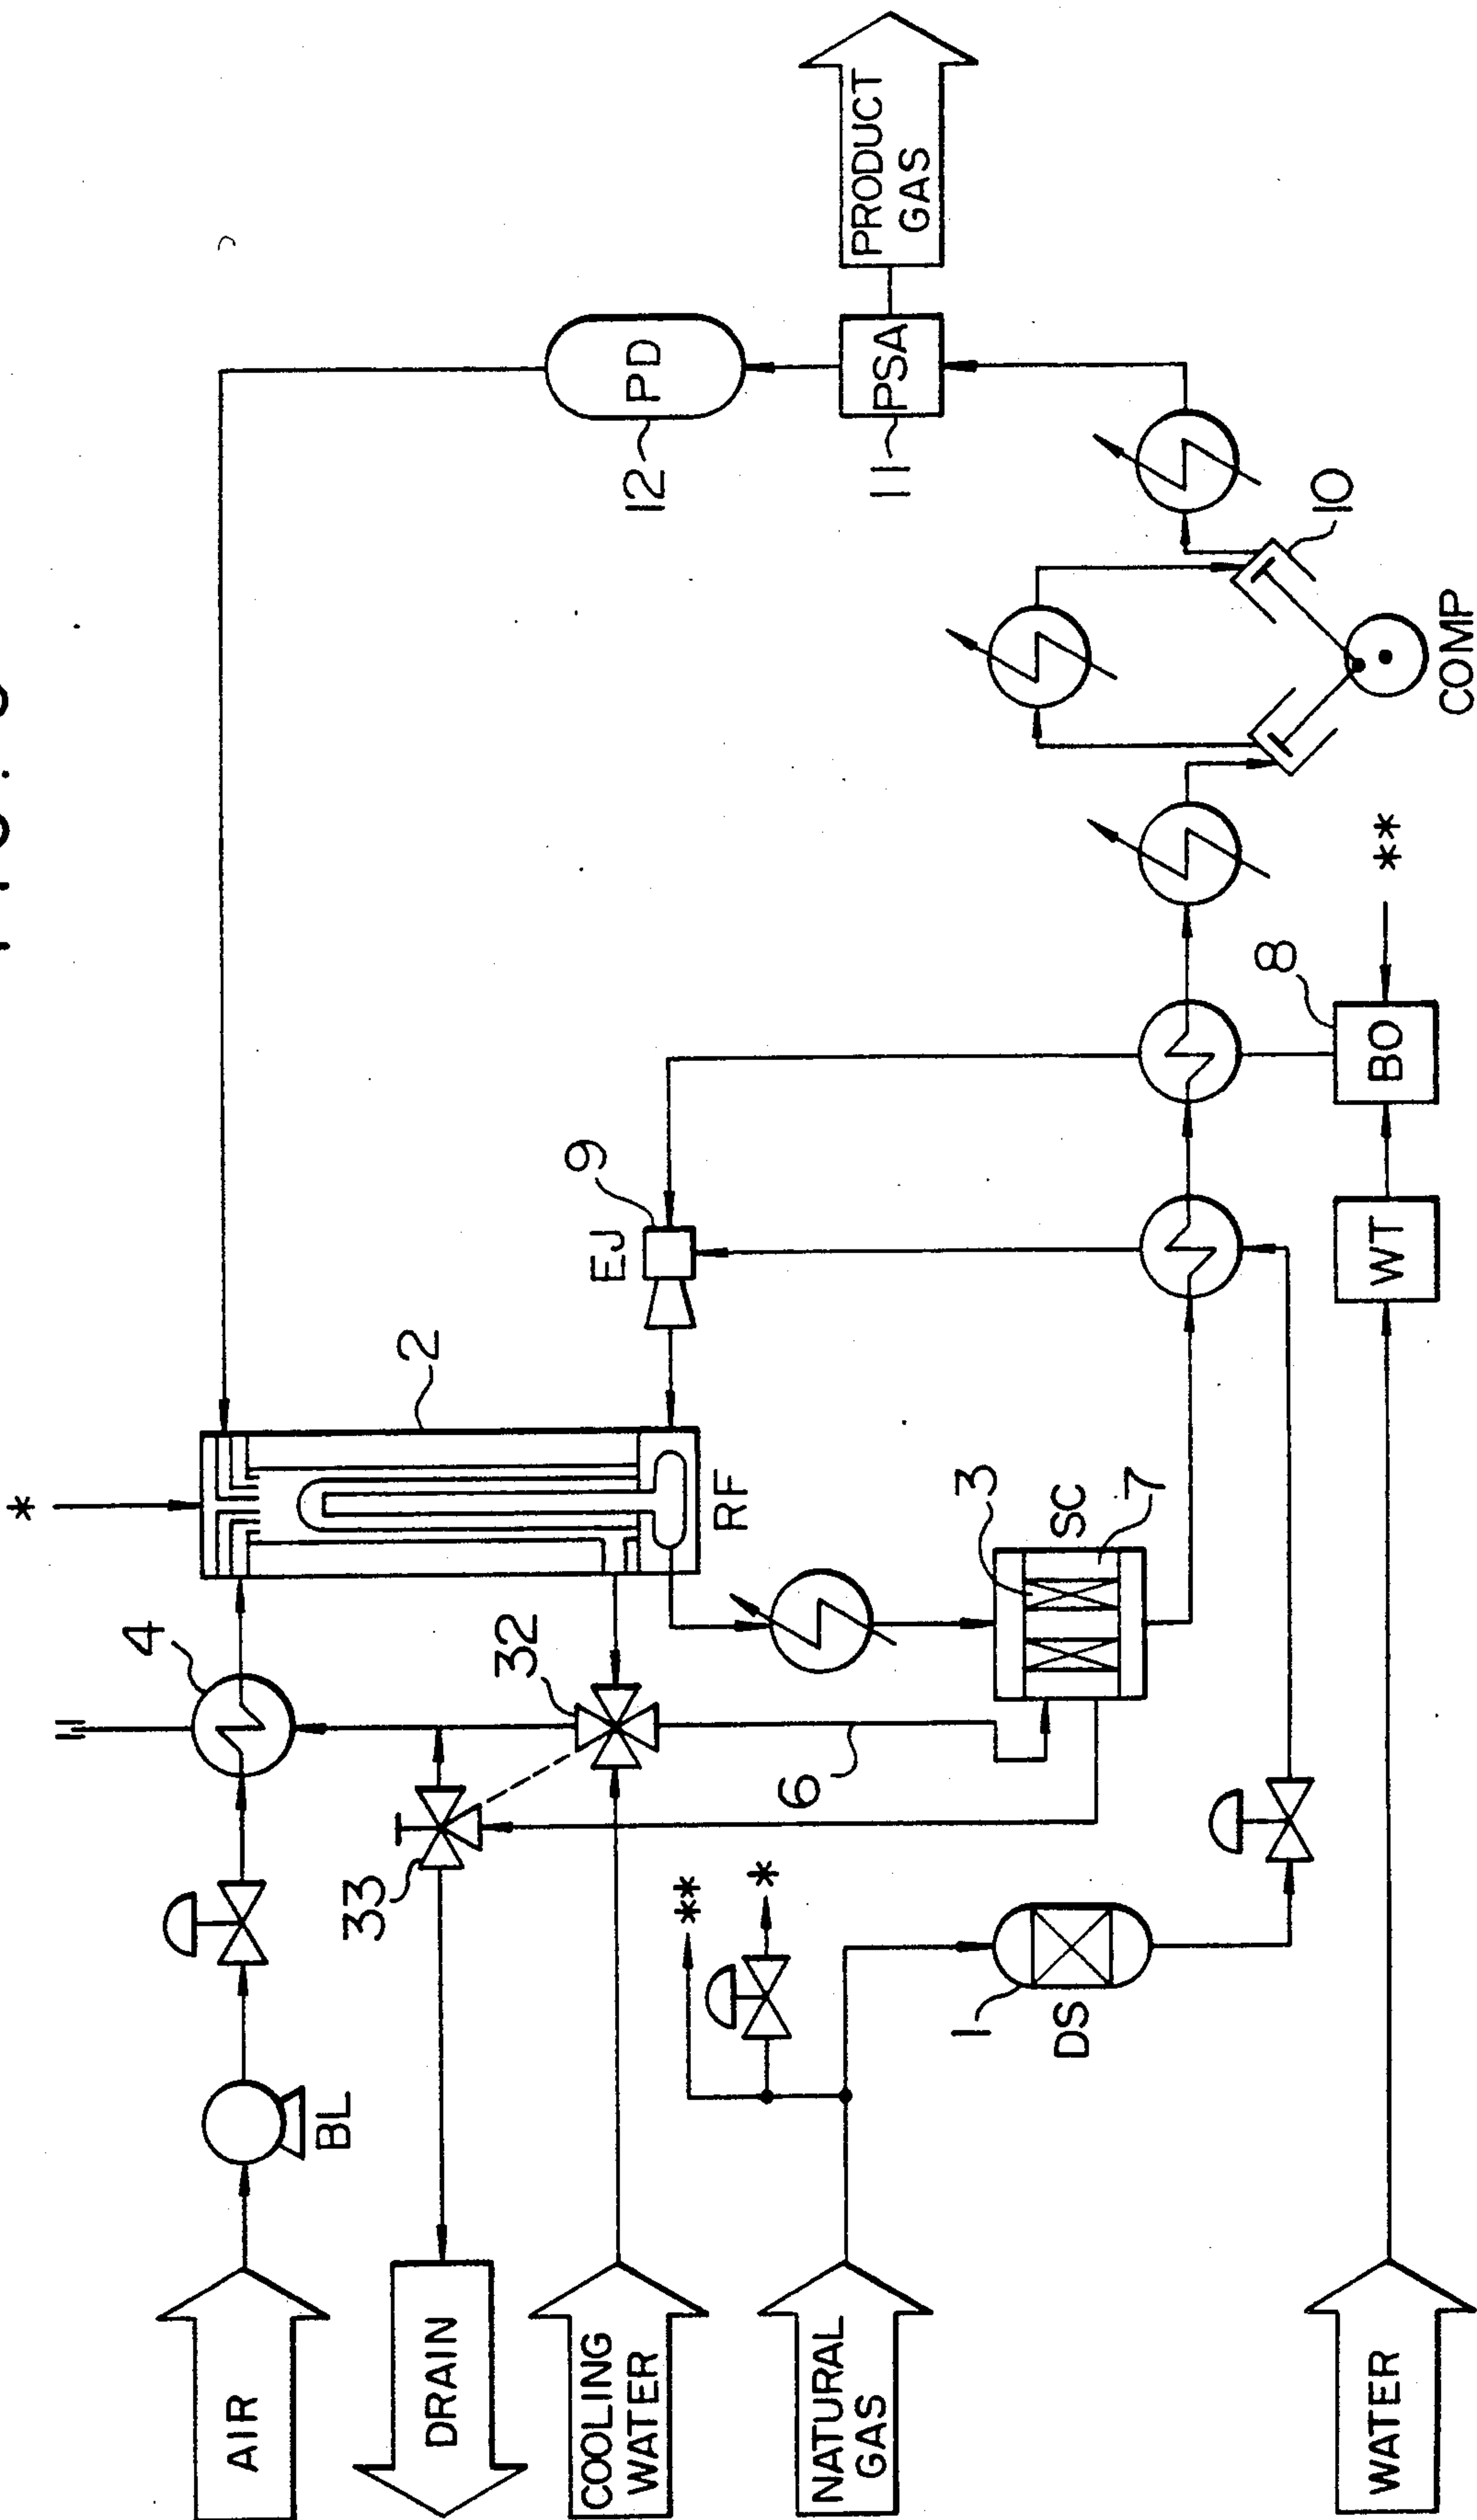 AIR
BL
4
*
2
DRAIN
33
32
RF
EJ
9
12
PD
COOLING
WATER
6
**
*
NATURAL
GAS
1
DS
3
SC
7
11
PSA
PRODUCT
GAS
WATER
WT
BO
8
**
10
COMP